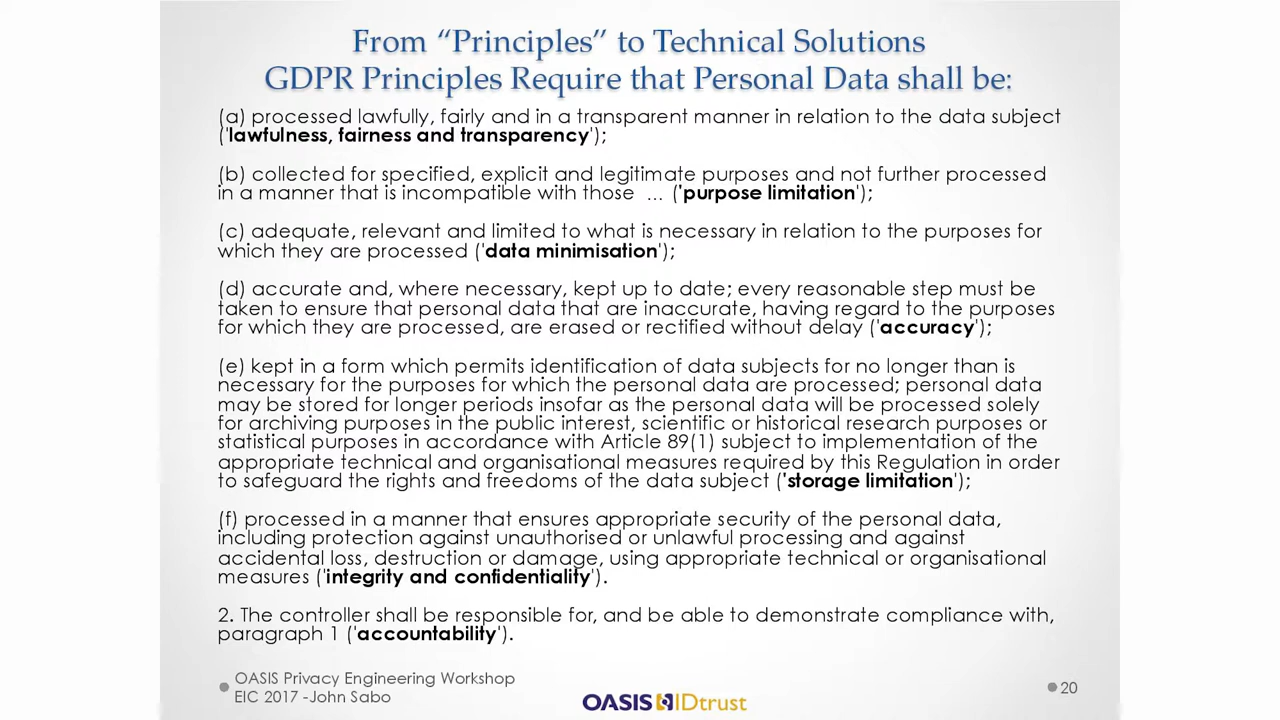 From “Principles” to Technical Solutions
GDPR Principles Require that Personal Data shall be:
(a) processed lawfully, fairly and in a transparent manner in relation to the data subject
('lawfulness, fairness and transparency');
(b) collected for specified, explicit and legitimate purposes and not further processed
in a manner that is incompatible with those ... ('purpose limitation');
(c) adequate, relevant and limited to what is necessary in relation to the purposes for
which they are processed ('data minimisation');
(d) accurate and, where necessary, kept up to date; every reasonable step must be
taken to ensure that personal data that are inaccurate, having regard to the purposes
for which they are processed, are erased or rectified without delay ('accuracy');
(e) kept in a form which permits identification of data subjects for no longer than is
necessary for the purposes for which the personal data are processed; personal data
may be stored for longer periods insofar as the personal data will be processed solely
for archiving purposes in the public interest, scientific or historical research purposes or
statistical purposes in accordance with Article 89(1) subject to implementation of the
appropriate technical and organisational measures required by this Regulation in order
to safeguard the rights and freedoms of the data subject ('storage limitation');
(f) processed in a manner that ensures appropriate security of the personal data,
including protection against unauthorised or unlawful processing and against
accidental loss, destruction or damage, using appropriate technical or organisational
measures ('integrity and confidentiality').
2. The controller shall be responsible for, and be able to demonstrate compliance with,
paragraph 1 ('accountability').
OASIS Privacy Engineering Workshop
EIC 2017 -John Sabo
OASIS IDtrust
20